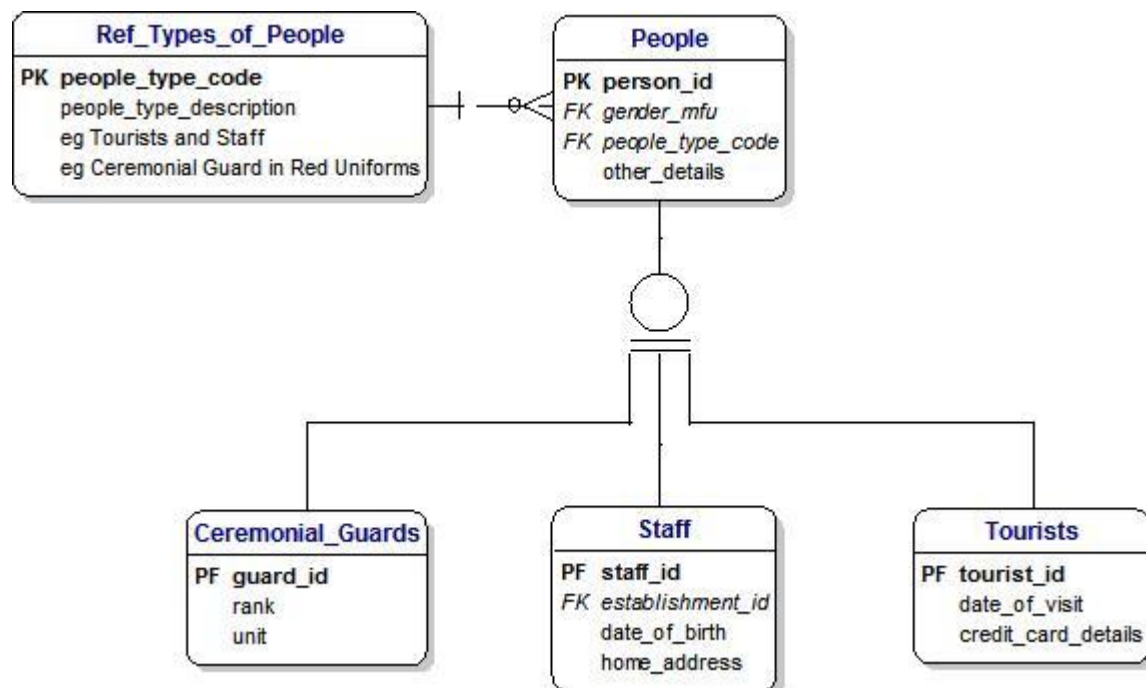 Ref_Types_of_People
PK people_type_code
people_type_description
eg Tourists and Staff
eg Ceremonial Guard in Red Uniforms
People
PK person_id
FK gender_mfu
FK people_type_code
other_details
Ceremonial_Guards
PF guard_id
rank
unit
Staff
PF staff_id
FK establishment_id
date_of_birth
home_address
Tourists
PF tourist_id
date_of_visit
credit_card_details